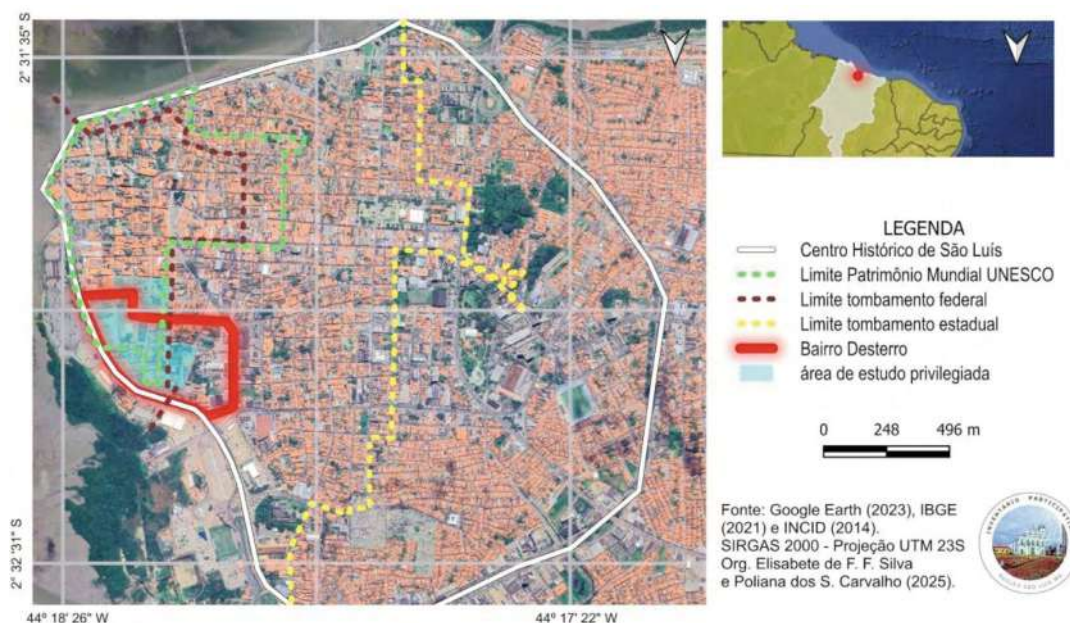 2° 31' 35" S
2° 32' 31" S
44° 18' 26" W
44° 17' 22" W
LEGENDA
Centro Histórico de São Luís
Limite Patrimônio Mundial UNESCO
Limite tombamento federal
Limite tombamento estadual
Bairro Desterro
área de estudo privilegiada
0 248 496 m
Fonte: Google Earth (2023), IBGE
(2021) e INCID (2014).
SIRGAS 2000 - Projeção UTM 23S
Org. Elisabete de F. F. Silva
e Poliana dos S. Carvalho (2025).
INVENTÁRIO PARTICIPATIVO